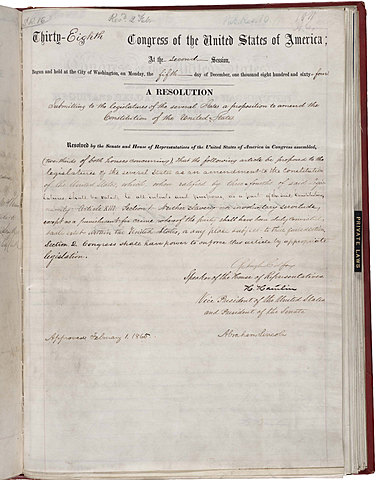 Thirty-Eighth Congress of the United States of America;
At the Second Session,
Begun and held at the City of Washington, on Monday, the fifth day of December, one thousand eight hundred and sixty-four
A RESOLUTION
Submitting to the legislatures of the several States a proposition to amend the
Constitution of the United States.
Resolved by the Senate and House of Representatives of the United States of America in Congress assembled,
(two-thirds of both houses concurring), that the following article be proposed to the
legislatures of the several States as an amendment to the Constitution
of the United States, which, when ratified by three-fourths of said legis-
latures shall be valid, to all intents and purposes, as a part of the said Constitution,
namely: Article XIII. Section 1. Neither slavery nor involuntary servitude,
except as a punishment for crime whereof the party shall have been duly convicted,
shall exist within the United States, or any place subject to their jurisdiction.
Section 2. Congress shall have power to enforce this article by appropriate
legislation.
Speaker of the House of Representatives
H. Hamlin
Vice President of the United States
and President of the Senate
Approved February 1, 1865.
Abraham Lincoln
PRIVATE LAWS